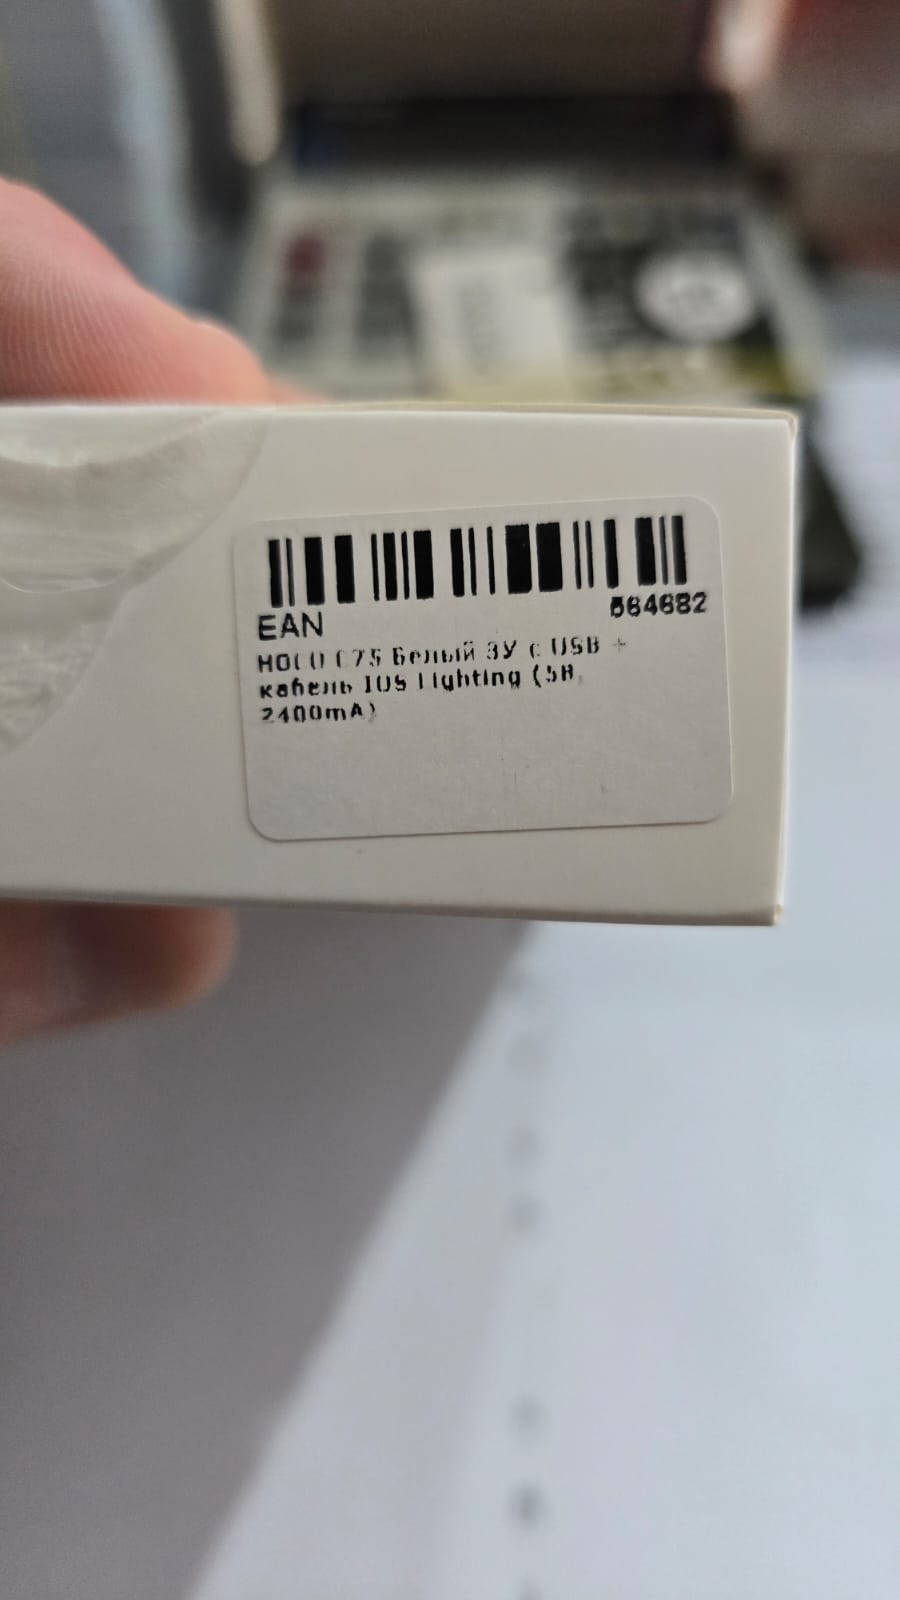 EAN
564682
HOCO C75 Белый ЗУ с USB +
кабель IOS Lighting (5В,
2400mA)